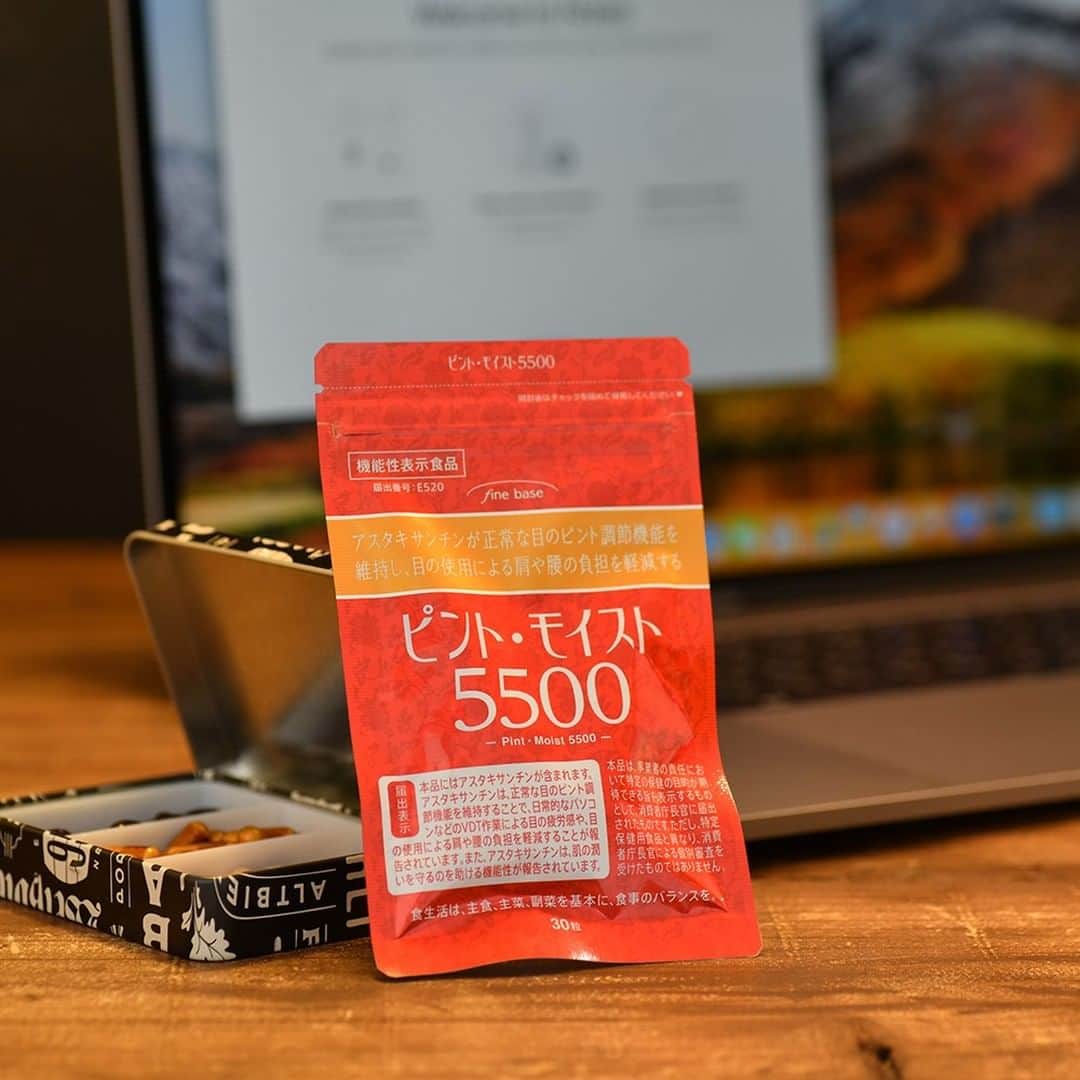 ピント・モイスト5500
機能性表示食品
届出番号:E520
fine base
アスタキサンチンが正常な目のピント調節機能を
維持し、目の使用による肩や腰の負担を軽減する
ピント・モイスト
5500
— Pint・Moist 5500 —
届出表示
本品にはアスタキサンチンが含まれます。
アスタキサンチンは、正常な目のピント調
節機能を維持することで、日常的なパソコ
ンなどのVDT作業による目の疲労感や、目
の使用による肩や腰の負担を軽減することが報
告されています。また、アスタキサンチンは、肌の潤
いを守るのを助ける機能性が報告されています。
本品は、事業者の責任にお
いて特定の保健の目的が期
待できる旨を表示するもの
として、消費者庁長官に届出
されたものです。ただし、特定
保健用食品と異なり、消費
者庁長官による個別審査を
受けたものではありません。
食生活は、主食、主菜、副菜を基本に、食事のバランスを。
30粒
ALTBIE